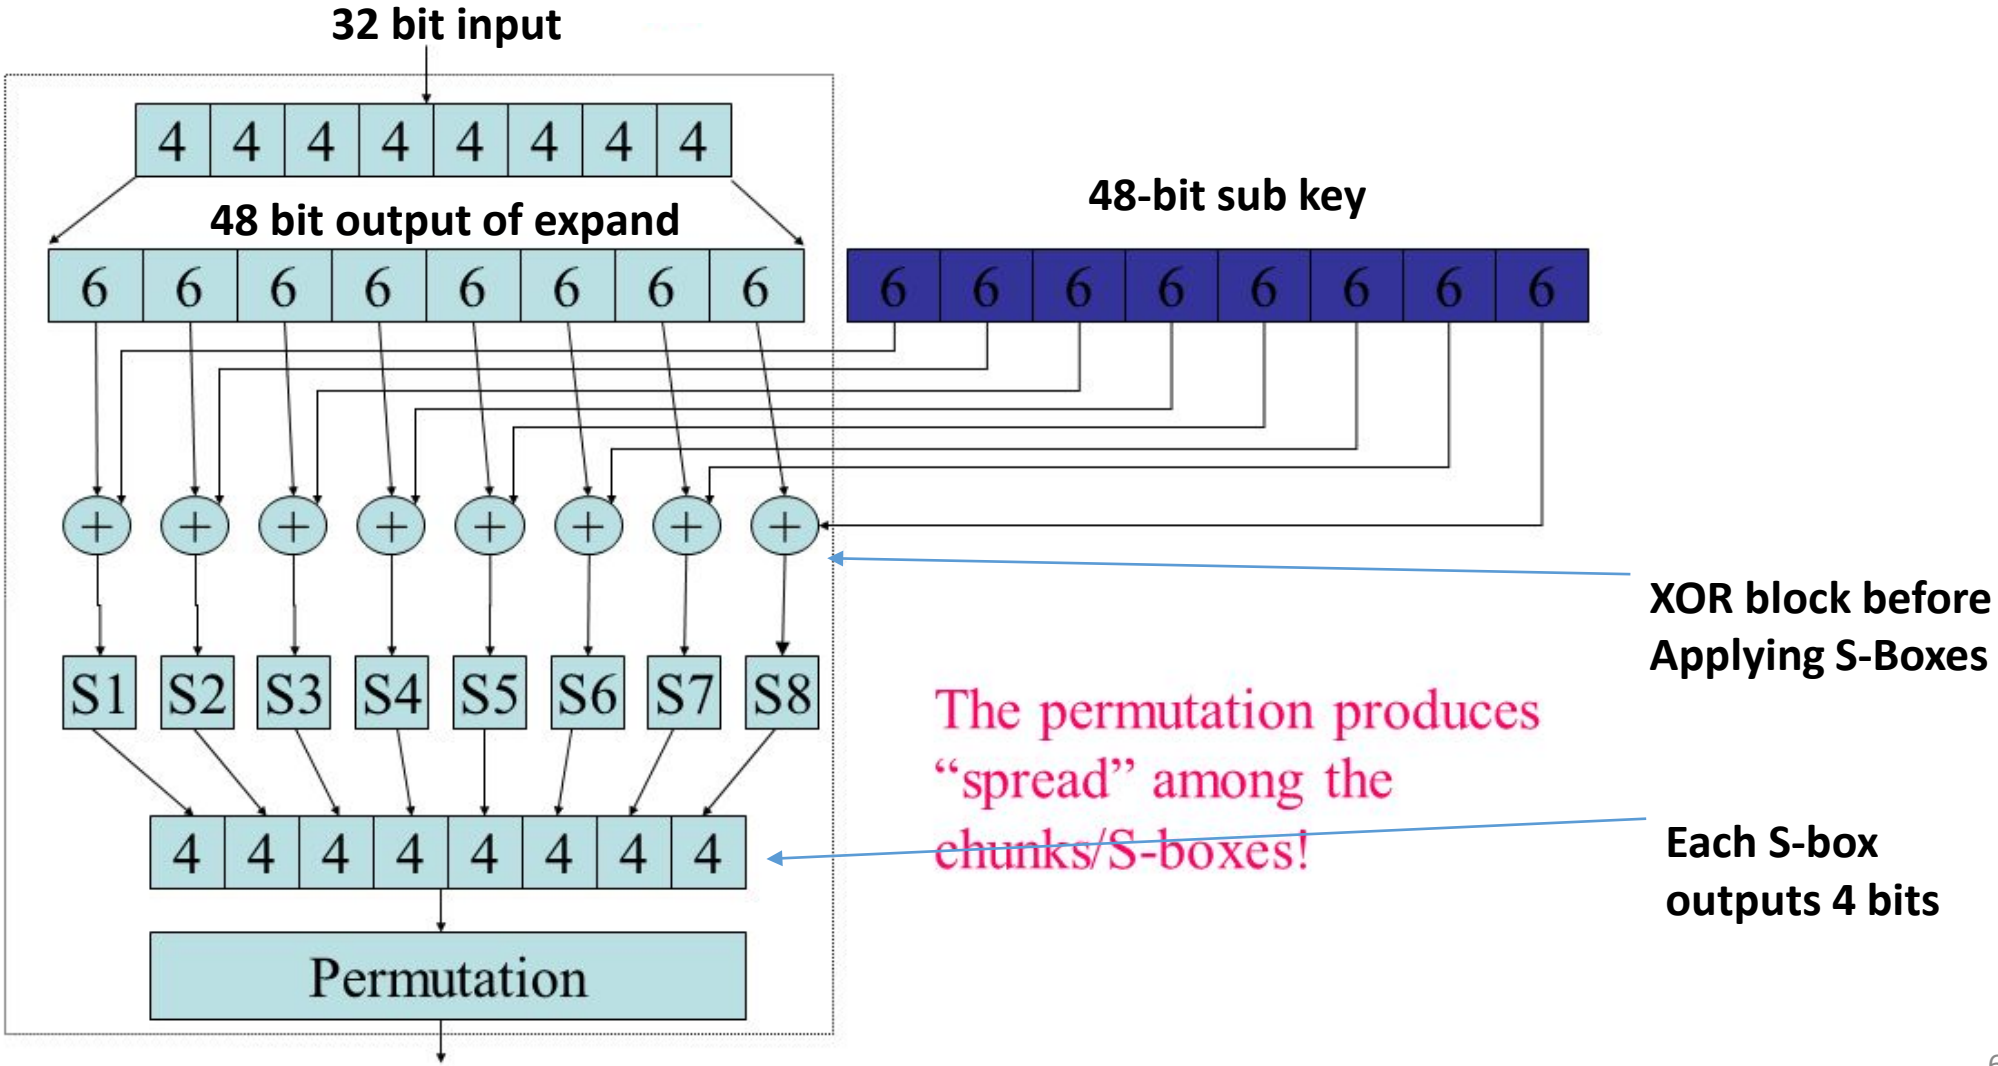 32 bit input
4 4 4 4 4 4 4 4
48 bit output of expand
48-bit sub key
6 6 6 6 6 6 6 6
6 6 6 6 6 6 6 6
+ + + + + + + +
XOR block before
Applying S-Boxes
S1 S2 S3 S4 S5 S6 S7 S8
The permutation produces
“spread” among the
chunks/S-boxes!
4 4 4 4 4 4 4 4
Each S-box
outputs 4 bits
Permutation